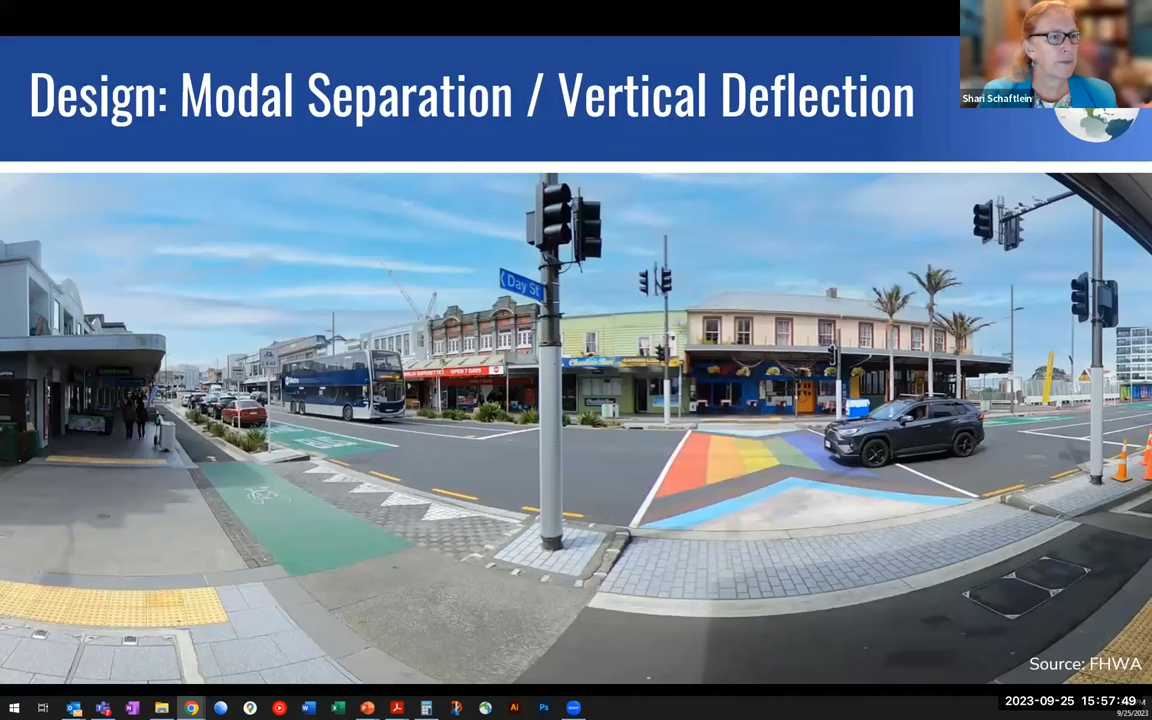 Design: Modal Separation / Vertical Deflection
Shari Schaftlein
Day St
OPEN 7 DAYS
Source: FHWA
2023-09-25 15:57:49
9/25/2023